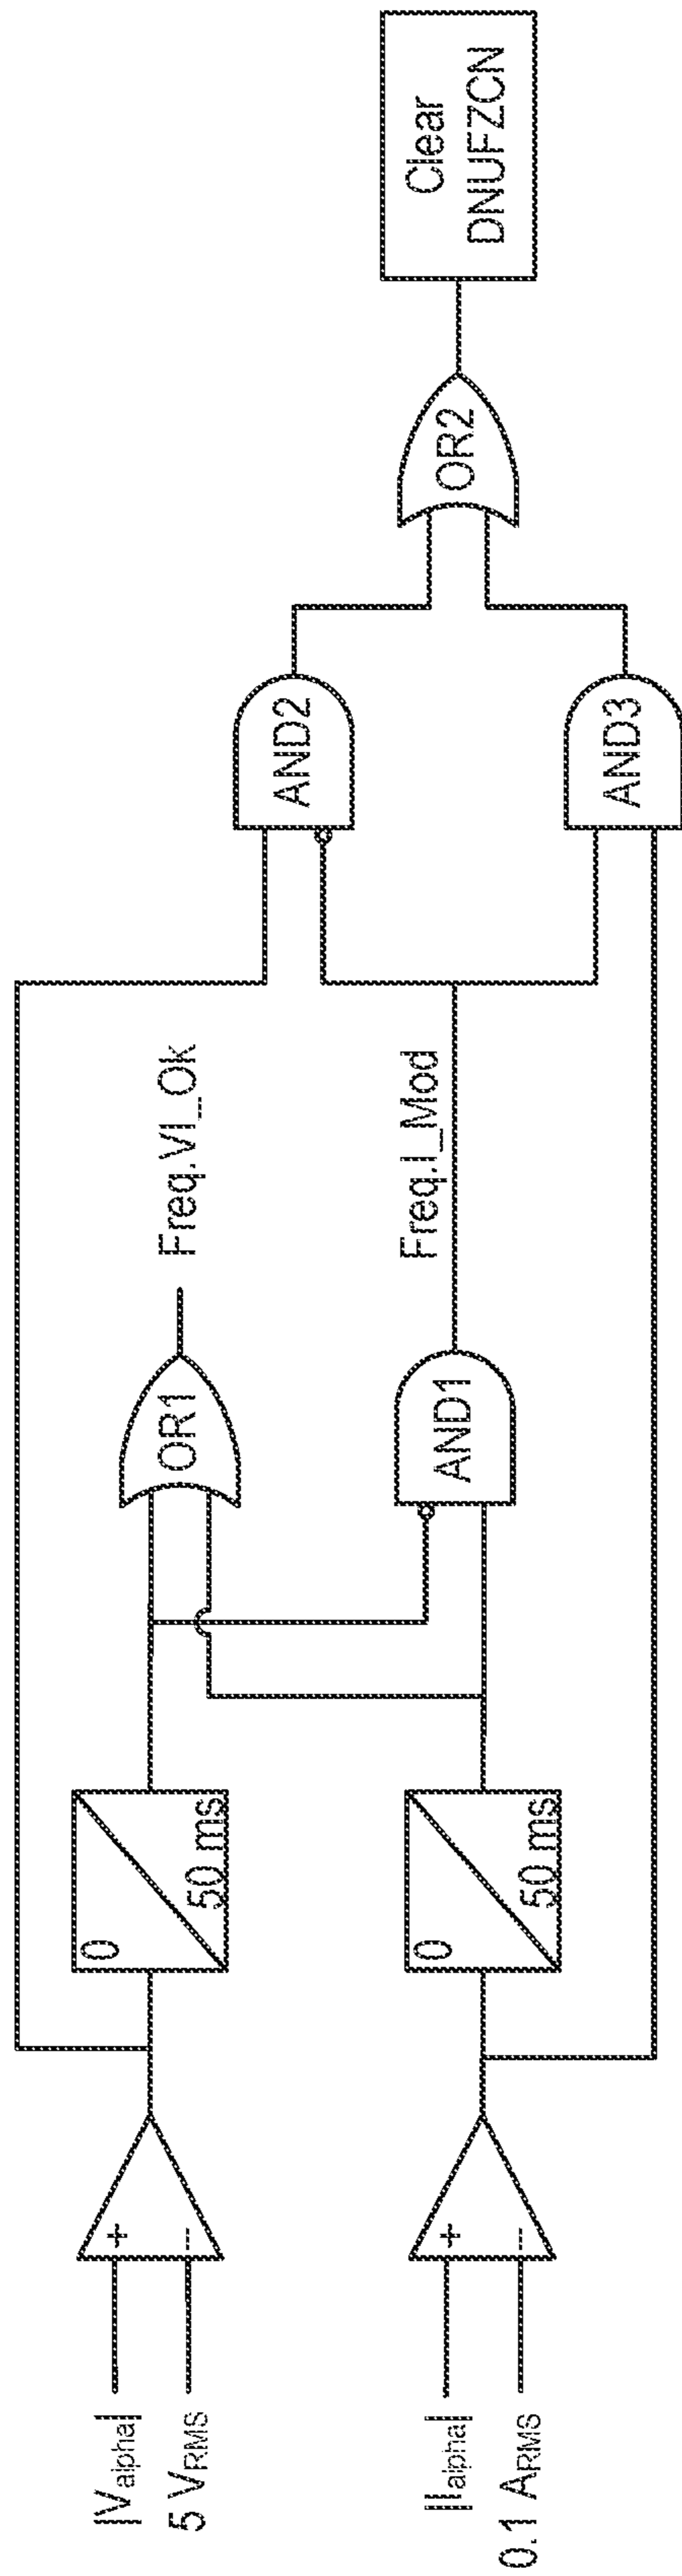 |Valpha|
5 VRMS
|Ialpha|
0.1 ARMS
0
50 ms
0
50 ms
OR1
Freq.VI_Ok
AND1
Freq.I_Mod
AND2
AND3
OR2
Clear
DNUFZCN
+
−
+
−